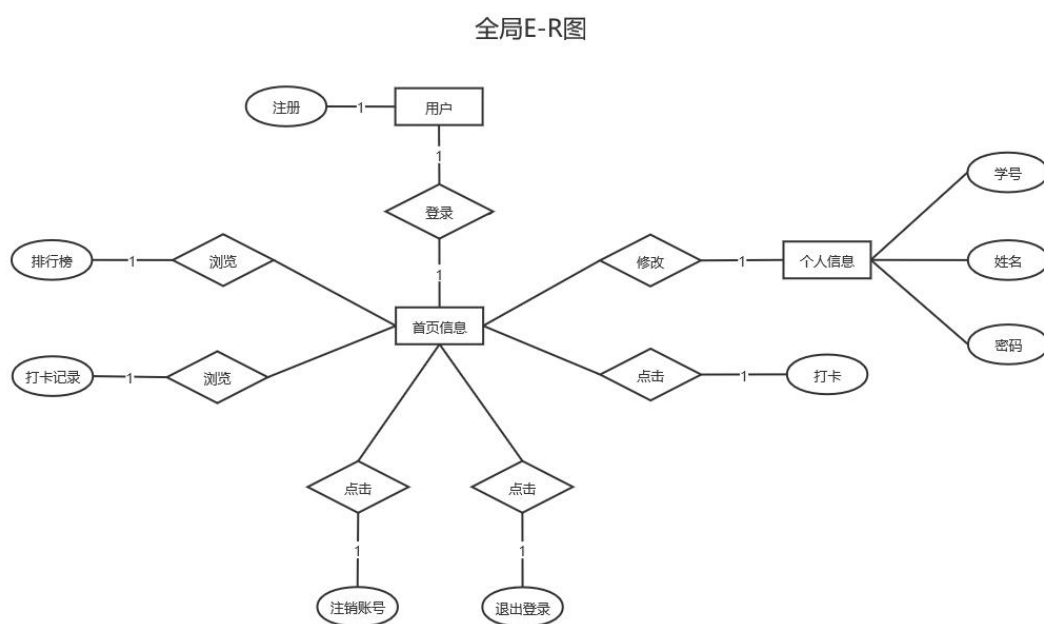 全局E-R图
注册
1
用户
1
登录
1
学号
排行榜
1
浏览
修改
1
个人信息
姓名
首页信息
密码
打卡记录
1
浏览
点击
1
打卡
点击
点击
1
1
注销账号
退出登录